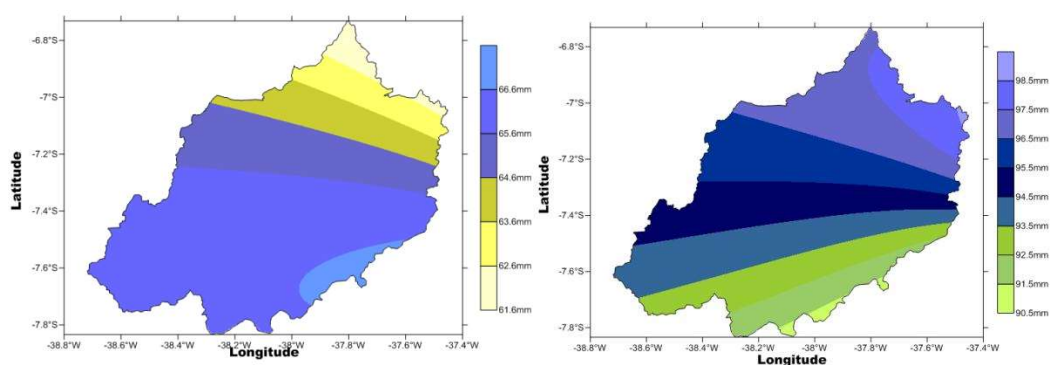 -6.8°S
-7°S
-7.2°S
-7.4°S
-7.6°S
-7.8°S
Latitude
-38.8°W -38.6°W -38.4°W -38.2°W -38°W -37.8°W -37.6°W -37.4°W
Longitude
66.6mm
65.6mm
64.6mm
63.6mm
62.6mm
61.6mm
-6.8°S
-7°S
-7.2°S
-7.4°S
-7.6°S
-7.8°S
Latitude
-38.8°W -38.6°W -38.4°W -38.2°W -38°W -37.8°W -37.6°W -37.4°W
Longitude
98.5mm
97.5mm
96.5mm
95.5mm
94.5mm
93.5mm
92.5mm
91.5mm
90.5mm